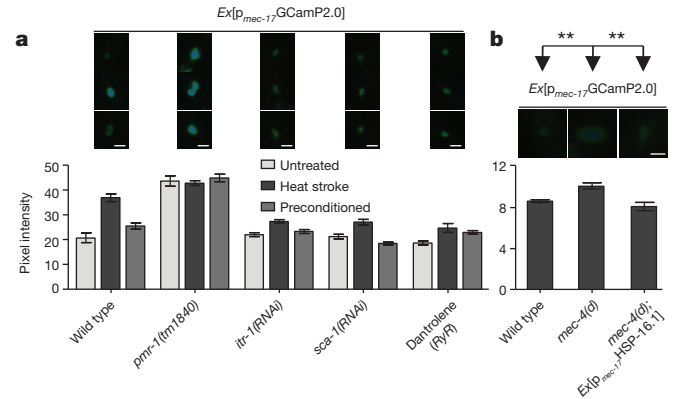 Ex[pmec-17GCamP2.0]
a
Untreated
Heat stroke
Preconditioned
Pixel intensity
50
40
30
20
10
0
Wild type
pmr-1(tm1840)
itr-1(RNAi)
sca-1(RNAi)
Dantrolene
(RyR)
b
** **
Ex[pmec-17GCamP2.0]
12
8
4
0
Wild type
mec-4(d)
mec-4(d);
Ex[pmec-17HSP-16.1]